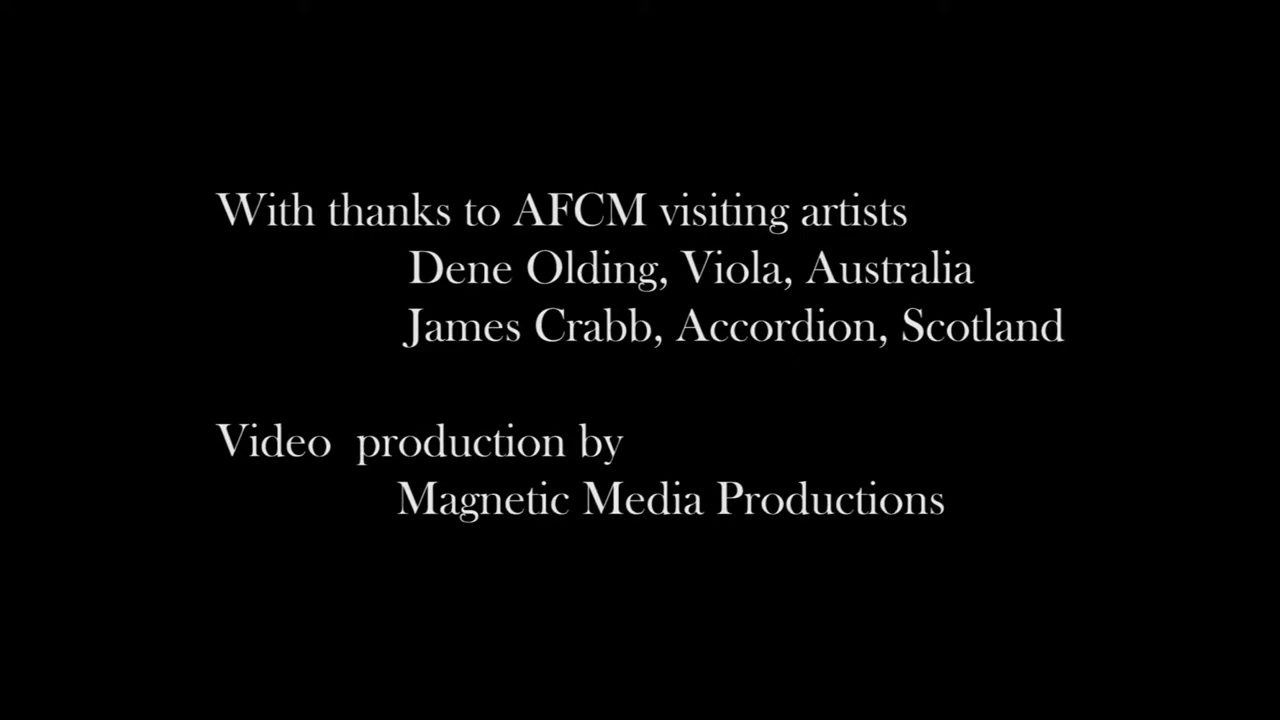 With thanks to AFCM visiting artists
Dene Olding, Viola, Australia
James Crabb, Accordion, Scotland
Video production by
Magnetic Media Productions